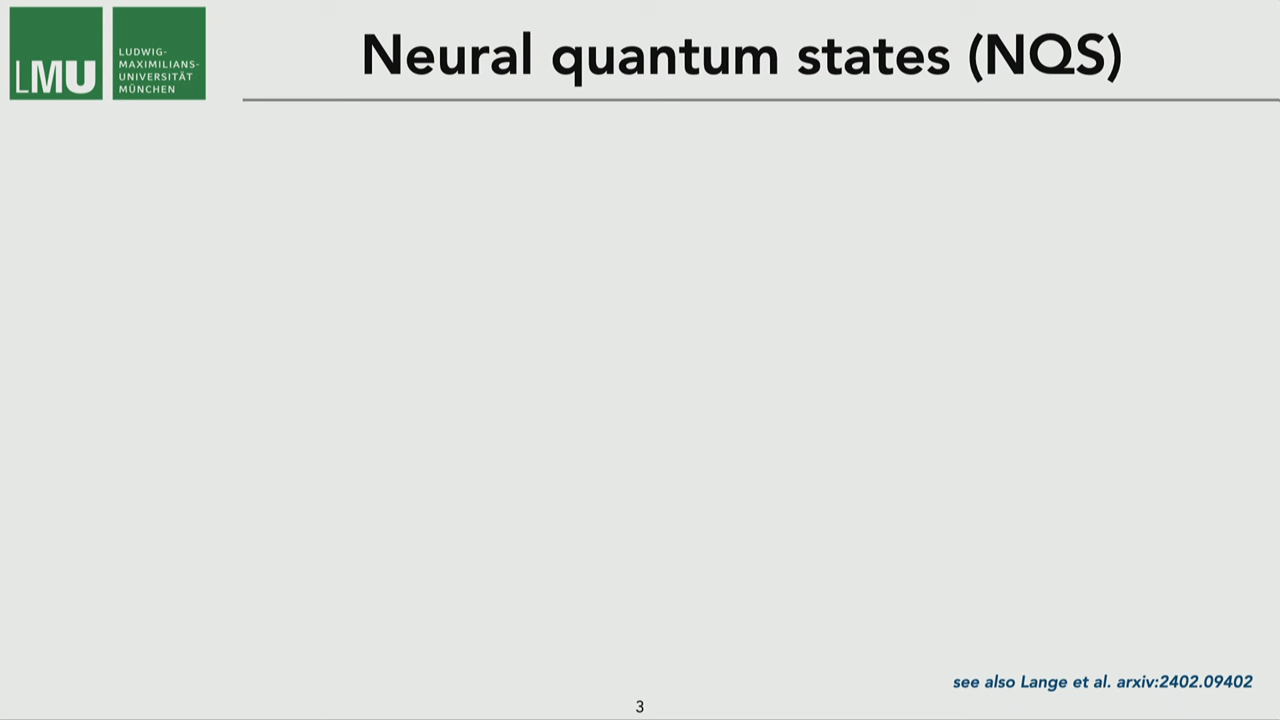 LMU
LUDWIG-
MAXIMILIANS-
UNIVERSITÄT
MÜNCHEN
Neural quantum states (NQS)
see also Lange et al. arxiv:2402.09402
3